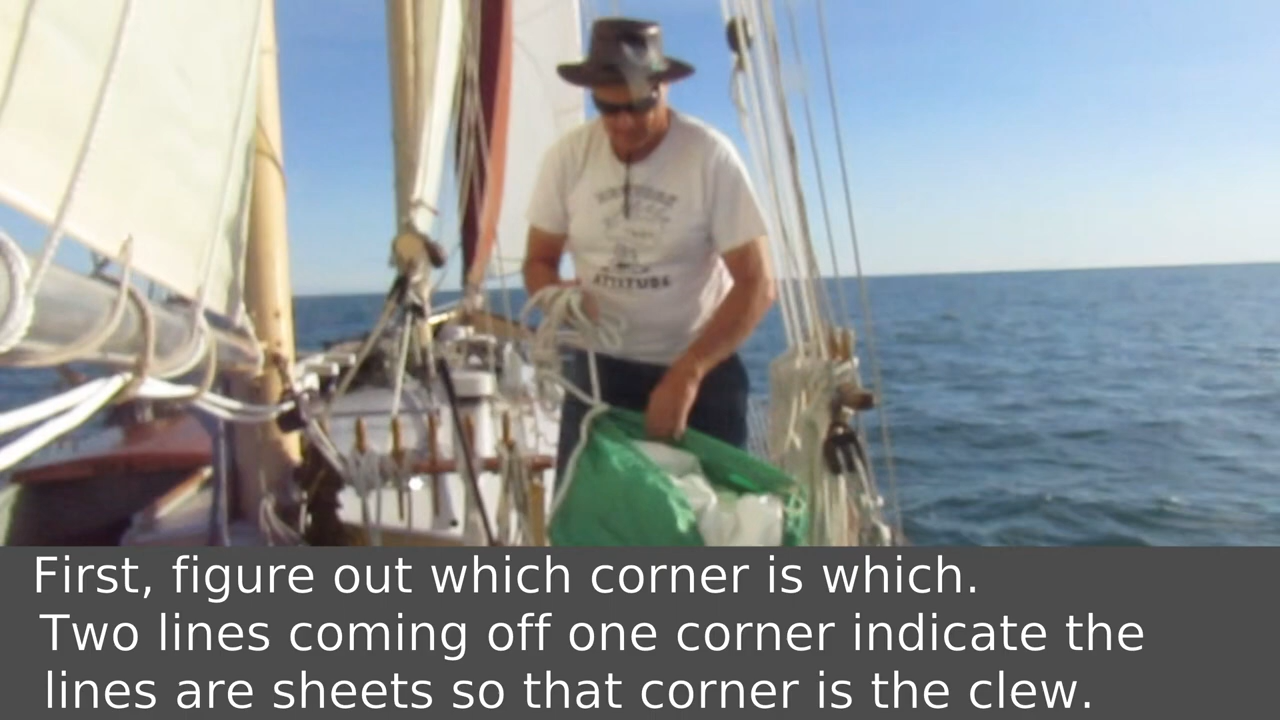 ATTITUDE
First, figure out which corner is which.
Two lines coming off one corner indicate the
lines are sheets so that corner is the clew.